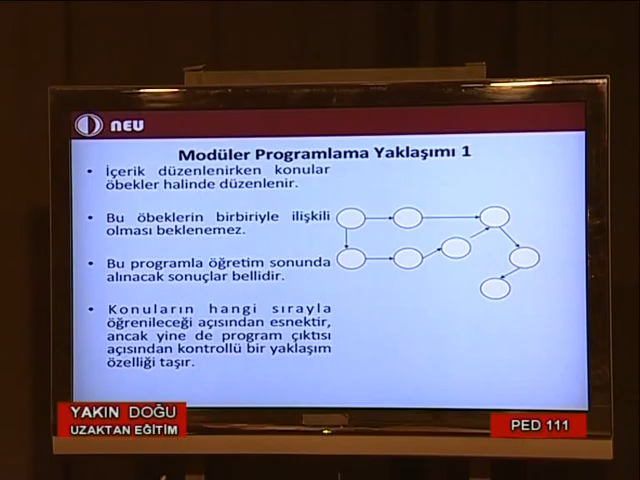 NEU
Modüler Programlama Yaklaşımı 1
• İçerik düzenlenirken konular
öbekler halinde düzenlenir.
• Bu öbeklerin birbiriyle ilişkili
olması beklenemez.
• Bu programla öğretim sonunda
alınacak sonuçlar bellidir.
• Konuların hangi sırayla
öğrenileceği açısından esnektir,
ancak yine de program çıktısı
açısından kontrollü bir yaklaşım
özelliği taşır.
YAKIN DOĞU
UZAKTAN EĞİTİM
PED 111